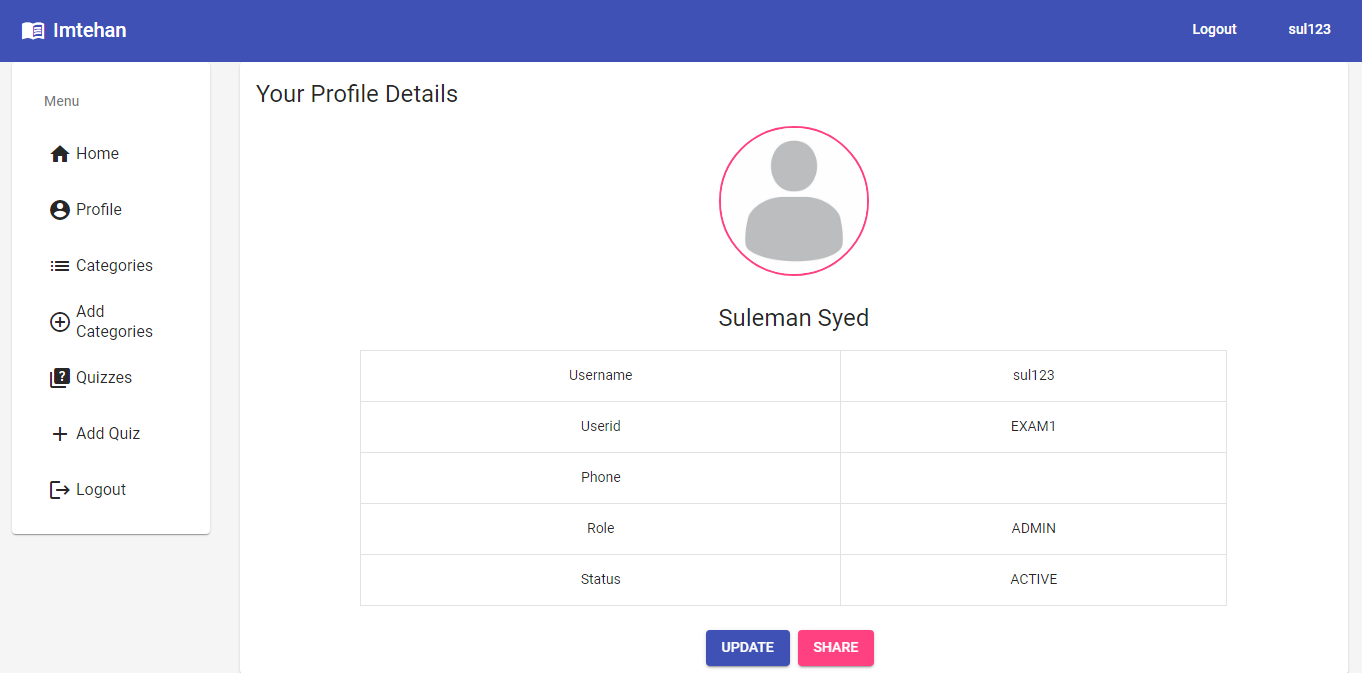 Imtehan
Logout
sul123
Menu
Home
Profile
Categories
Add
Categories
Quizzes
Add Quiz
Logout
Your Profile Details
Suleman Syed
Username sul123
Userid EXAM1
Phone
Role ADMIN
Status ACTIVE
UPDATE SHARE